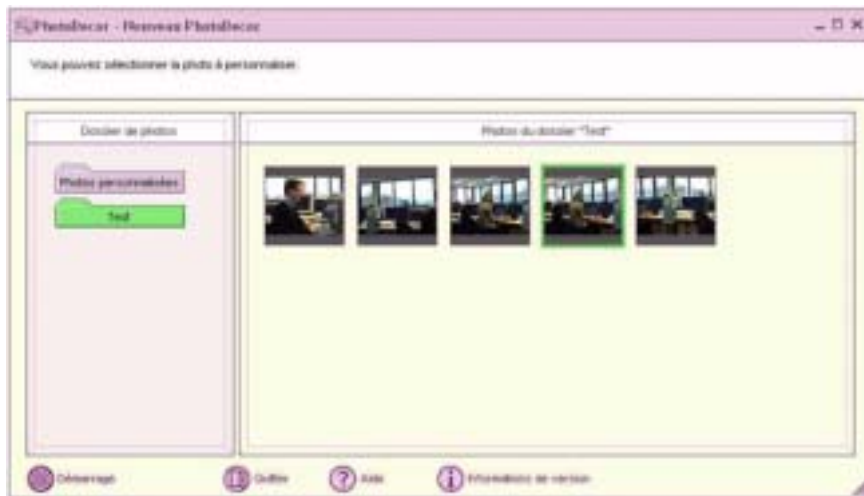 PhotoDecor - Nouveau PhotoDecor
Vous pouvez sélectionner la photo à personnaliser.
Dossier de photos
Photos du dossier "Test"
Photos personnalisées
Test
Démarrage
Quitter
Aide
Informations de version